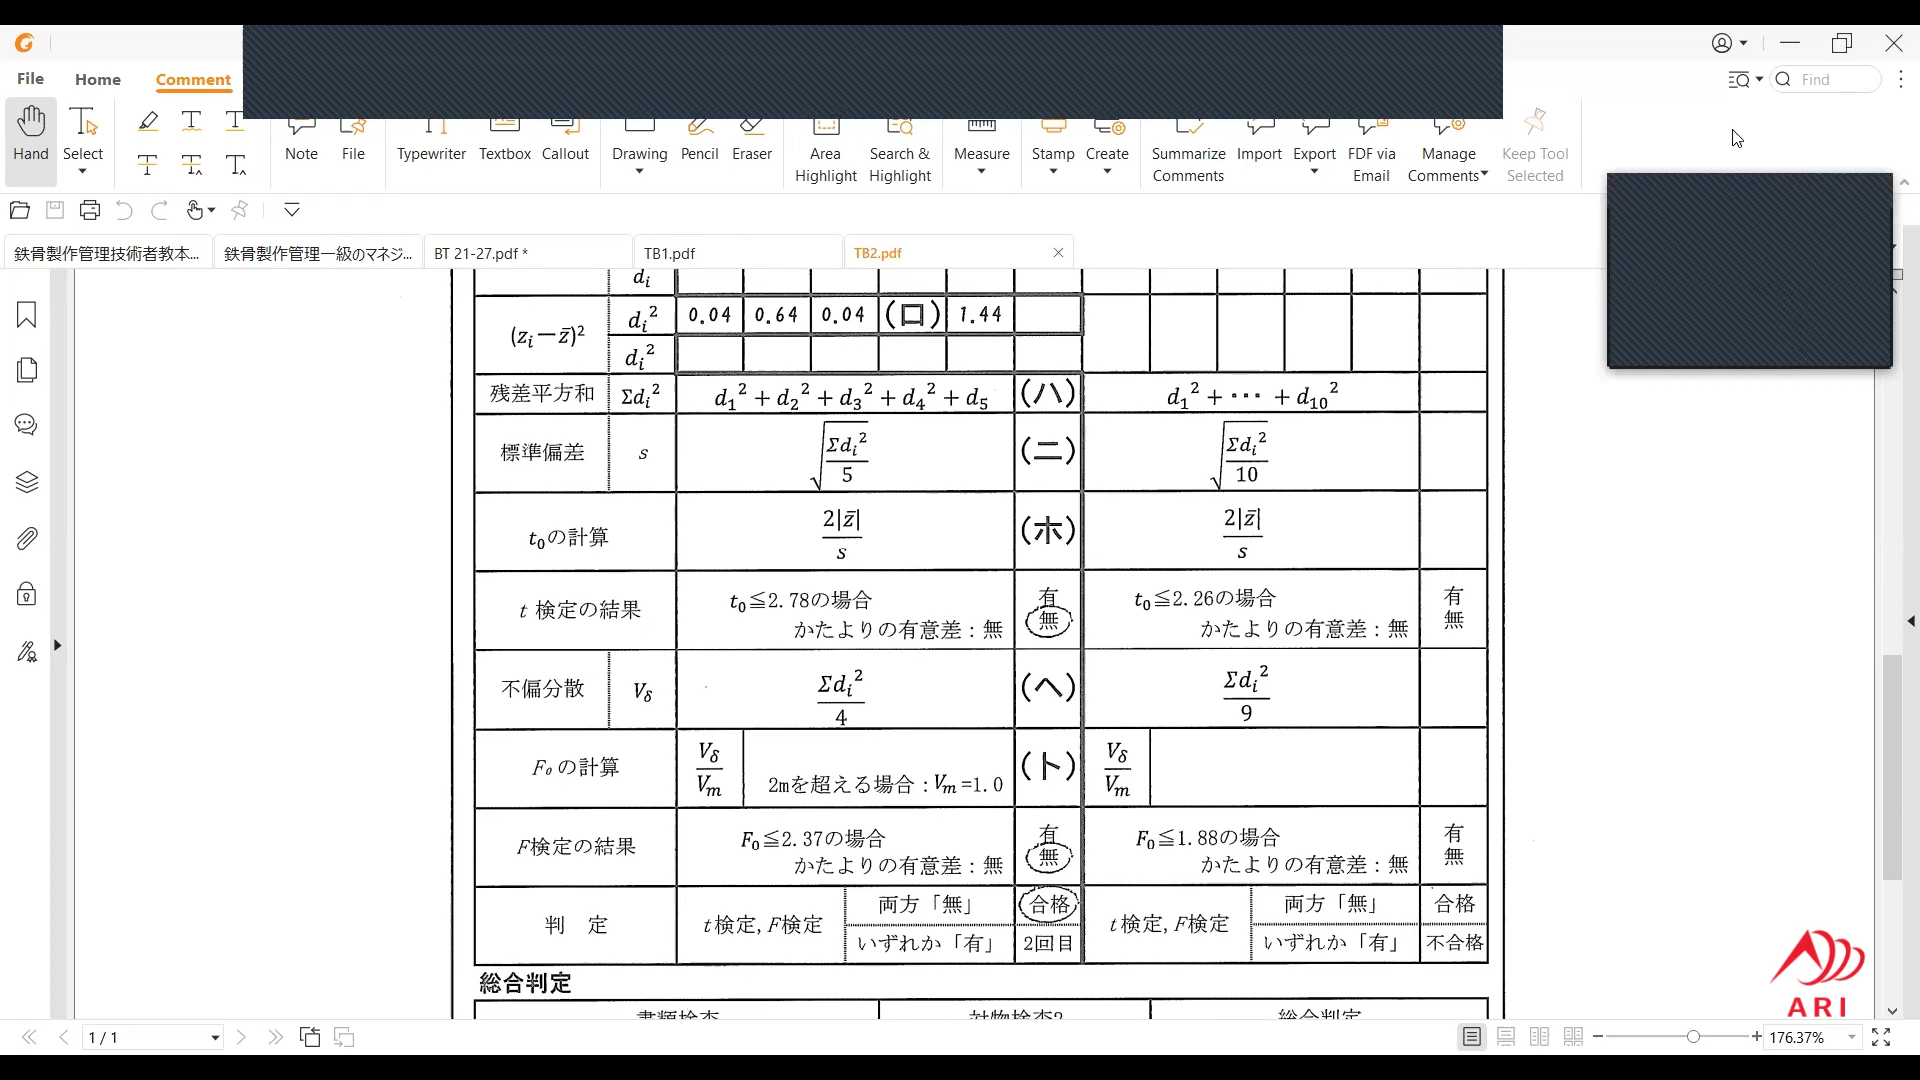 File Home Comment
Find
Hand Select Note File Typewriter Textbox Callout Drawing Pencil Eraser Area Highlight Search & Highlight Measure Stamp Create Summarize Comments Import Export FDF via Email Manage Comments Keep Tool Selected
鉄骨製作管理技術者教本... 鉄骨製作管理一級のマネジ... BT 21-27.pdf * TB1.pdf TB2.pdf
dᵢ
(zᵢ－z̄)² dᵢ² 0.04 0.64 0.04 (ロ) 1.44
dᵢ²
残差平方和 Σdᵢ² d₁² + d₂² + d₃² + d₄² + d₅ (ハ) d₁² + ⋯ + d₁₀²
標準偏差 s √(Σdᵢ²/5) (ニ) √(Σdᵢ²/10)
t₀の計算 2|z̄|/s (ホ) 2|z̄|/s
t 検定の結果 t₀≦2.78の場合 有 t₀≦2.26の場合 有
かたよりの有意差：無 無 かたよりの有意差：無 無
不偏分散 Vδ Σdᵢ²/4 (ヘ) Σdᵢ²/9
F₀ の計算 Vδ/Vm 2mを超える場合：Vm=1.0 (ト) Vδ/Vm
F検定の結果 F₀≦2.37の場合 有 F₀≦1.88の場合 有
かたよりの有意差：無 無 かたよりの有意差：無 無
判 定 t検定, F検定 両方「無」 合格 t検定, F検定 両方「無」 合格
いずれか「有」 2回目 いずれか「有」 不合格
総合判定
書類検査 対物検査2 総合判定
ARI
1 / 1 176.37%